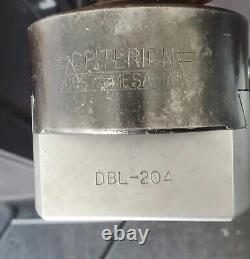 CRITERION
COSTA MESA, CA
DBL-204